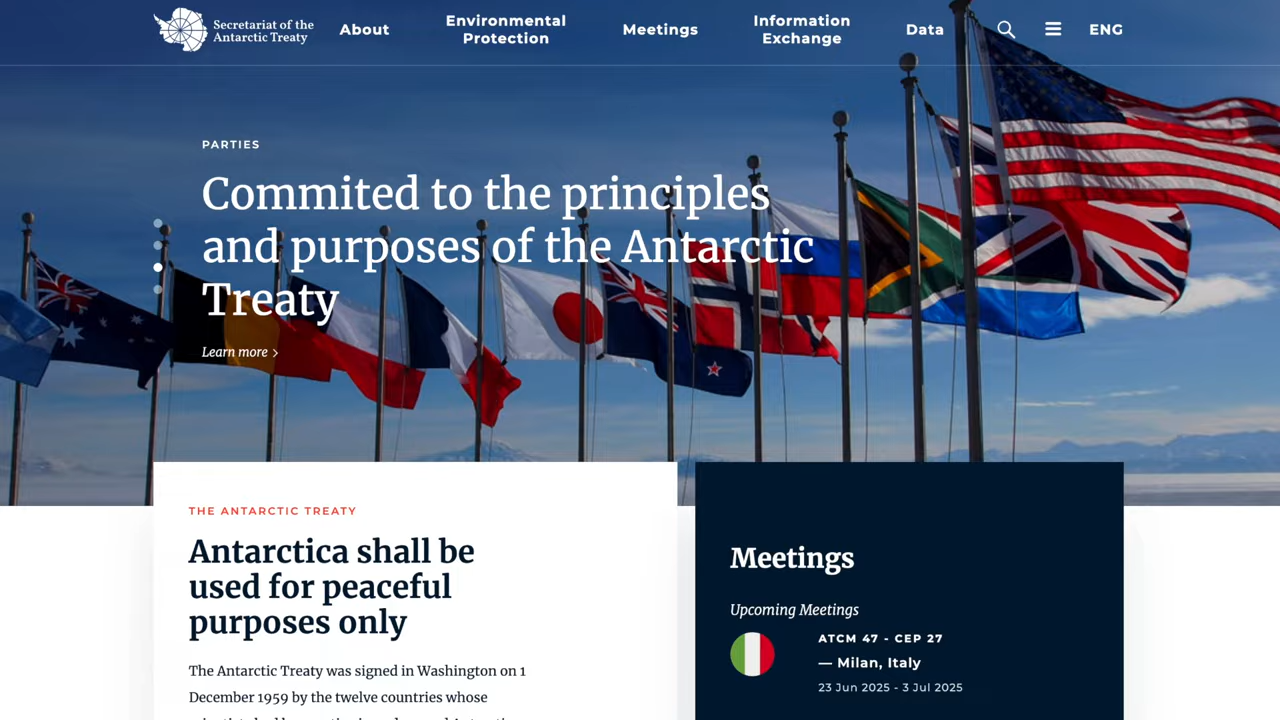 Secretariat of the
Antarctic Treaty
About
Environmental
Protection
Meetings
Information
Exchange
Data
ENG
PARTIES
Commited to the principles
and purposes of the Antarctic
Treaty
Learn more
THE ANTARCTIC TREATY
Antarctica shall be
used for peaceful
purposes only
The Antarctic Treaty was signed in Washington on 1
December 1959 by the twelve countries whose
Meetings
Upcoming Meetings
ATCM 47 - CEP 27
— Milan, Italy
23 Jun 2025 - 3 Jul 2025